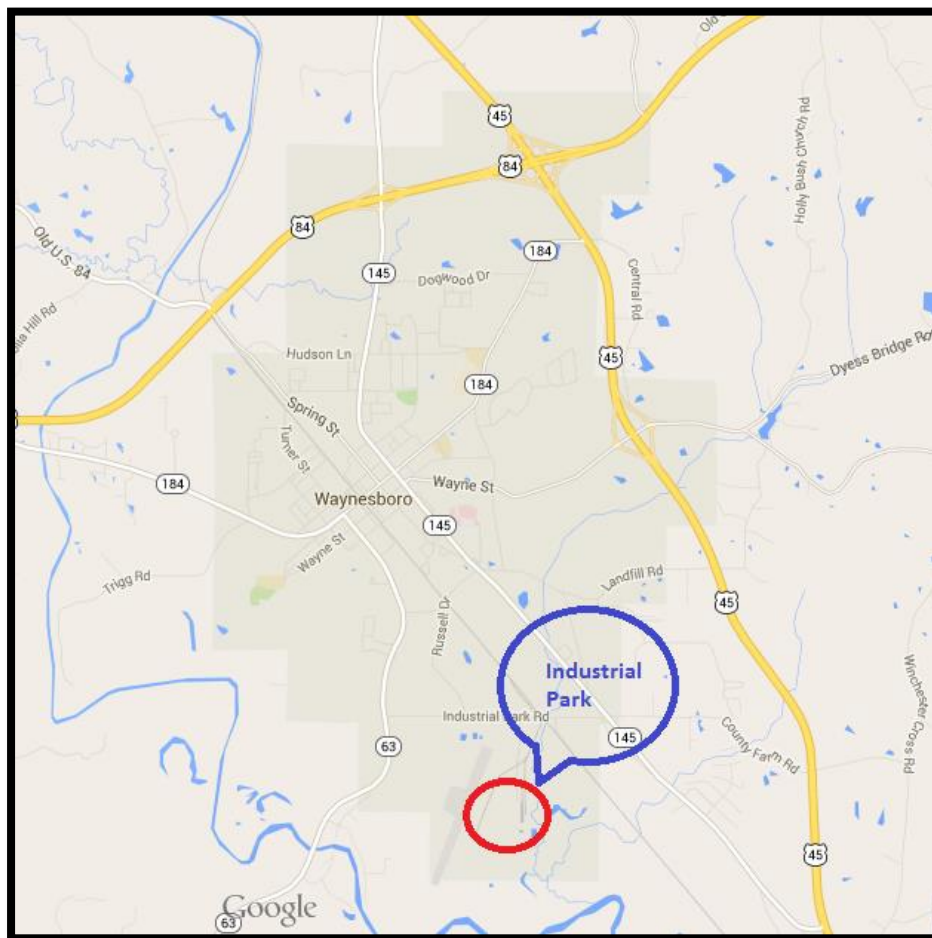 Old
45
84
Holly Bush Church Rd
84
Old U.S. 84
184
145
Dogwood Dr
Central Rd
Hill Rd
Hudson Ln
45
Dyess Bridge
184
Spring St
Turner St
184
Wayne St
Waynesboro
145
Wayne St
Landfill Rd
Trigg Rd
45
Russell Dr
Industrial
Park
Winchester Cross Rd
Industrial Park Rd
145
63
County Farm Rd
45
Google
63